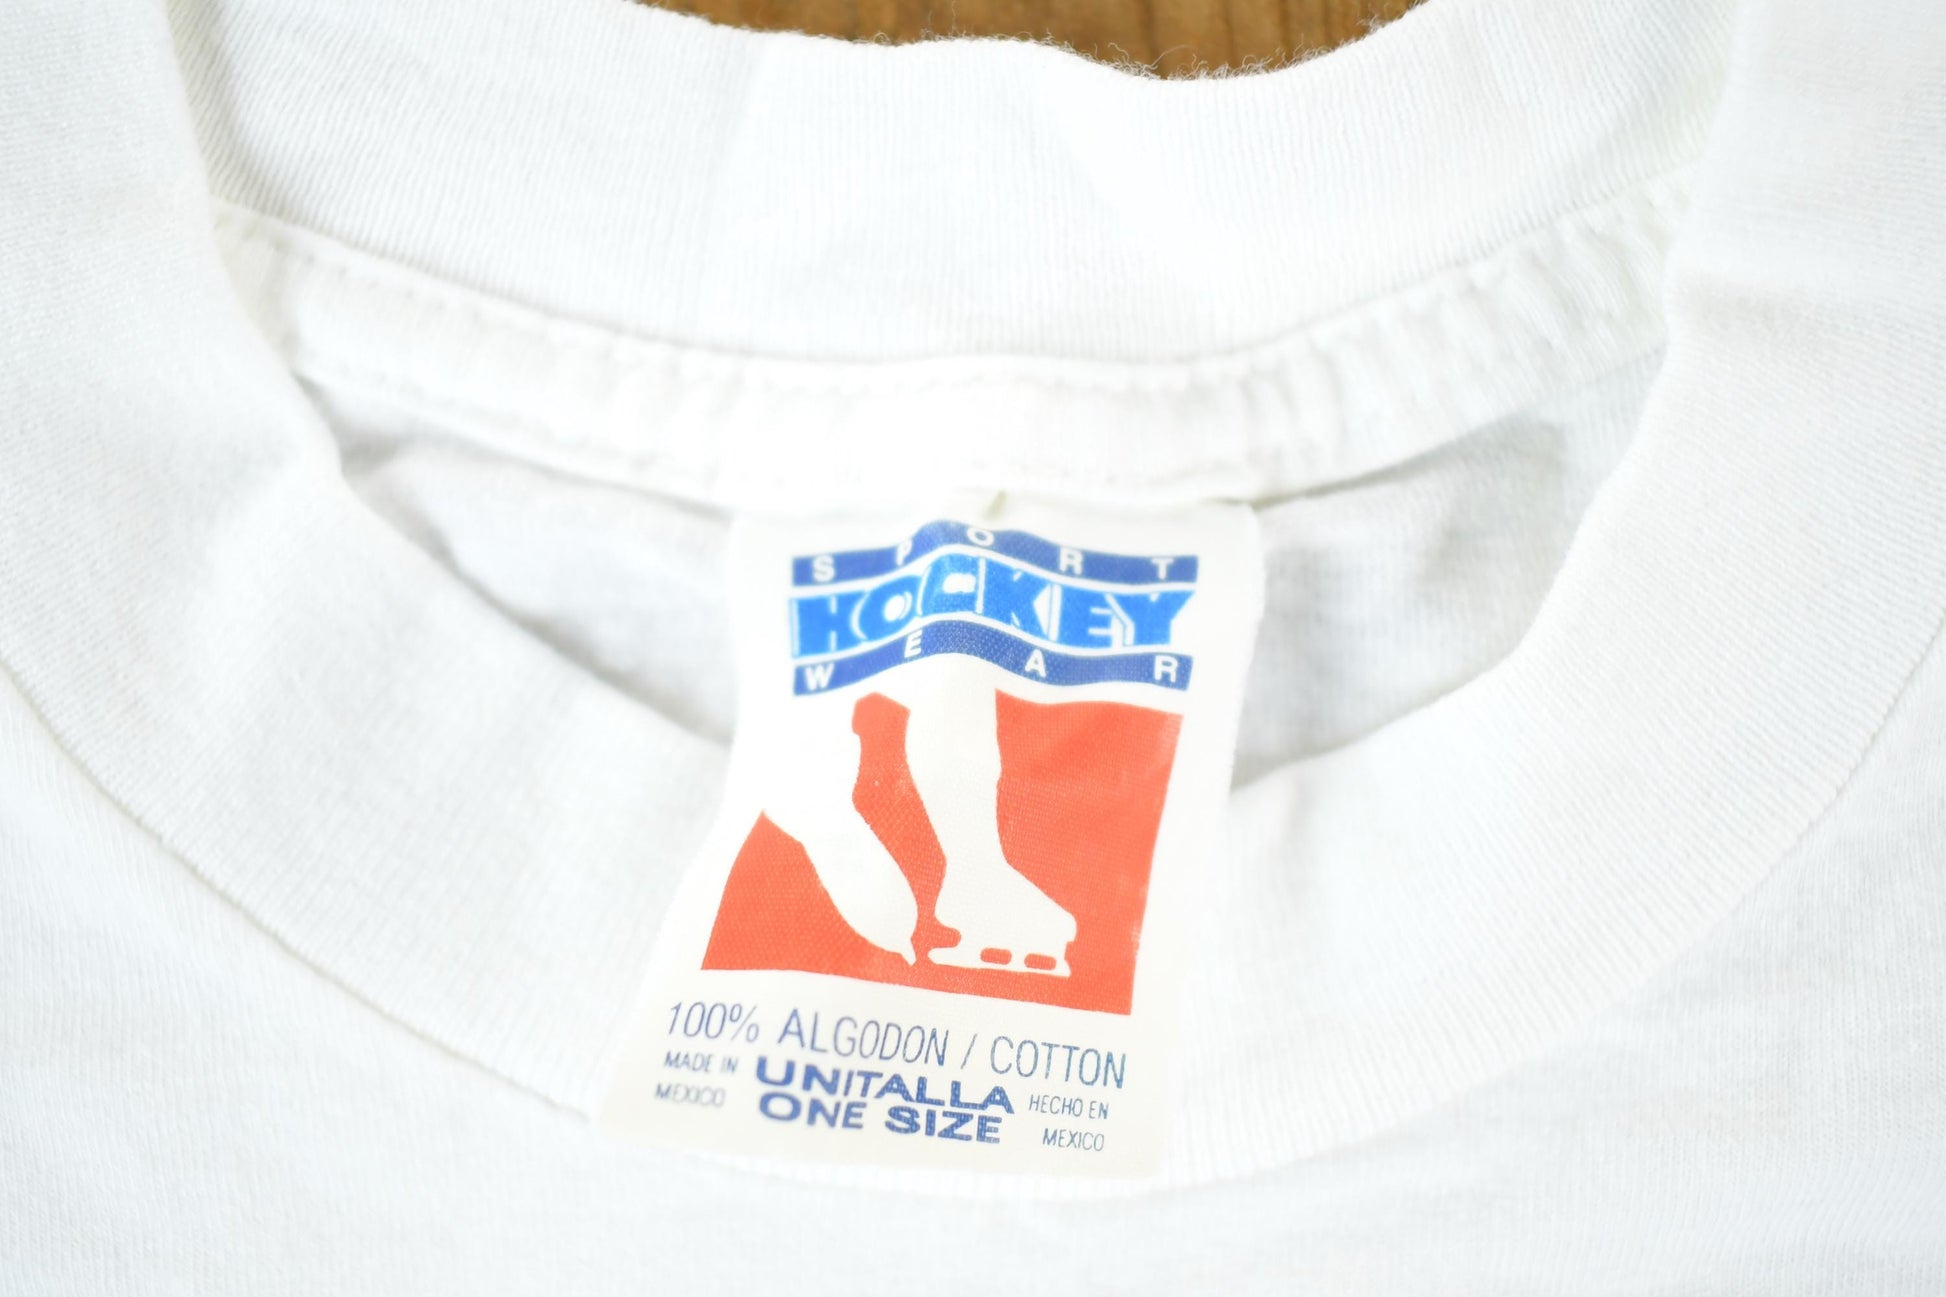 SPORT
HOCKEY
WEAR
100% ALGODON / COTTON
MADE IN MEXICO
UNITALLA
ONE SIZE
HECHO EN MEXICO